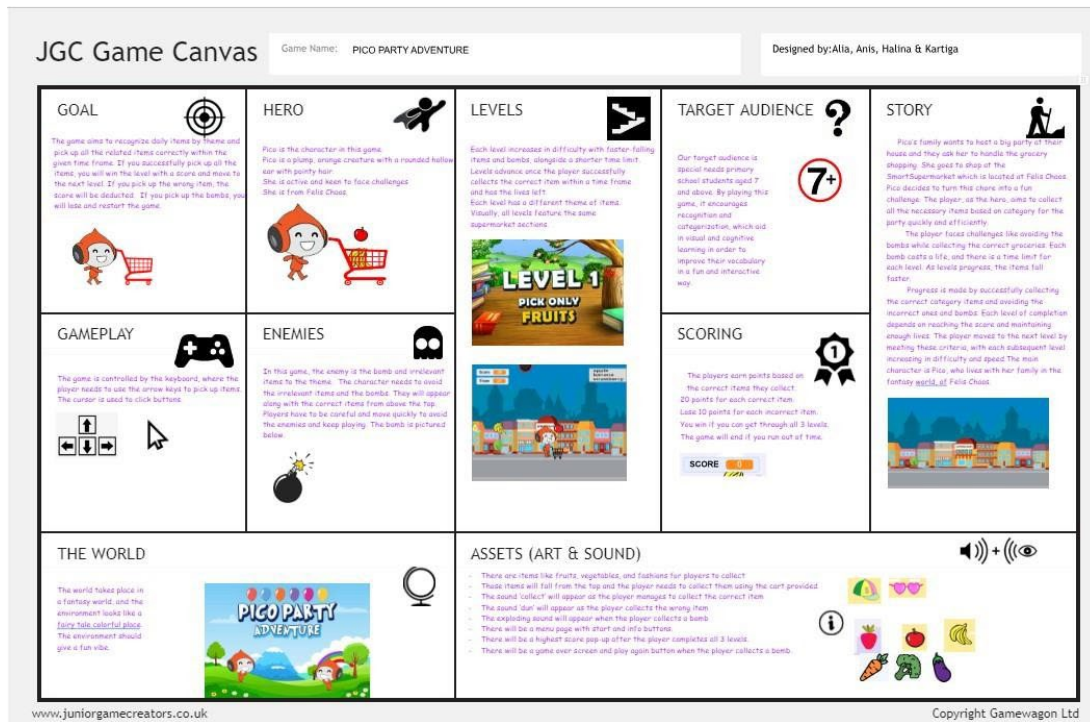 JGC Game Canvas
Game Name: PICO PARTY ADVENTURE
Designed by:Alia, Anis, Halina & Kartiga
GOAL
The game aims to recognize daily items by theme and
pick up all the related items correctly within the
given time frame. If you successfully pick up all the
items, you will win the level with a score and move to
the next level. If you pick up the wrong item, the
score will be deducted. If you pick up the bombs, you
will lose and restart the game.
HERO
Pico is the character in this game.
Pico is a plump, orange creature with a rounded hollow
ear with pointy hair.
She is active and keen to face challenges.
She is from Felis Chaos.
LEVELS
Each level increases in difficulty with faster-falling
items and bombs, alongside a shorter time limit.
Levels advance once the player successfully
collects the correct item within a time frame
and has the lives left.
Each level has a different theme of items.
Visually, all levels feature the same
supermarket sections.
LEVEL 1
PICK ONLY
FRUITS
TARGET AUDIENCE
Our target audience is
special needs primary
school students aged 7
and above. By playing this
game, it encourages
recognition and
categorization, which aid
in visual and cognitive
learning in order to
improve their vocabulary
in a fun and interactive
way.
7+
STORY
Pico's family wants to host a big party at their
house and they ask her to handle the grocery
shopping. She goes to shop at the
SmartSupermarket which is located at Felis Chaos.
Pico decides to turn this chore into a fun
challenge. The player, as the hero, aims to collect
all the necessary items based on category for the
party quickly and efficiently.
The player faces challenges like avoiding the
bombs while collecting the correct groceries. Each
bomb costs a life, and there is a time limit for
each level. As levels progress, the items fall
faster.
Progress is made by successfully collecting
the correct category items and avoiding the
incorrect ones and bombs. Each level of completion
depends on reaching the score and maintaining
enough lives. The player moves to the next level by
meeting these criteria, with each subsequent level
increasing in difficulty and speed.The main
character is Pico, who lives with her family in the
fantasy world, of Felis Chaos.
GAMEPLAY
The game is controlled by the keyboard, where the
player needs to use the arrow keys to pick up items.
The cursor is used to click buttons.
ENEMIES
In this game, the enemy is the bomb and irrelevant
items to the theme. The character needs to avoid
the irrelevant items and the bombs. They will appear
along with the correct items from above the top.
Players have to be careful and move quickly to avoid
the enemies and keep playing. The bomb is pictured
below.
SCORING
1
The players earn points based on
the correct items they collect.
20 points for each correct item.
Lose 10 points for each incorrect item.
You win if you can get through all 3 levels.
The game will end if you run out of time.
SCORE 0
THE WORLD
The world takes place in
a fantasy world, and the
environment looks like a
fairy tale colorful place.
The environment should
give a fun vibe.
PICO PARTY
ADVENTURE
ASSETS (ART & SOUND)
- There are items like fruits, vegetables, and fashions for players to collect
- Those items will fall from the top and the player needs to collect them using the cart provided
- The sound 'collect' will appear as the player manages to collect the correct item
- The sound 'dun' will appear as the player collects the wrong item
- The exploding sound will appear when the player collects a bomb
- There will be a menu page with start and info buttons.
- There will be a highest score pop-up after the player completes all 3 levels.
- There will be a game over screen and play again button when the player collects a bomb.
www.juniorgamecreators.co.uk
Copyright Gamewagon Ltd